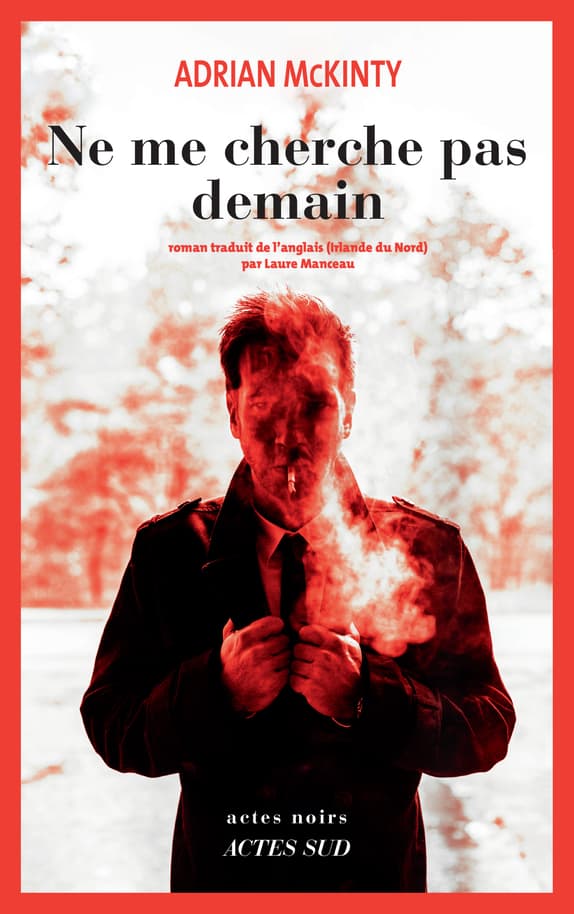 ADRIAN McKINTY
Ne me cherche pas
demain
roman traduit de l'anglais (Irlande du Nord)
par Laure Manceau
actes noirs
ACTES SUD